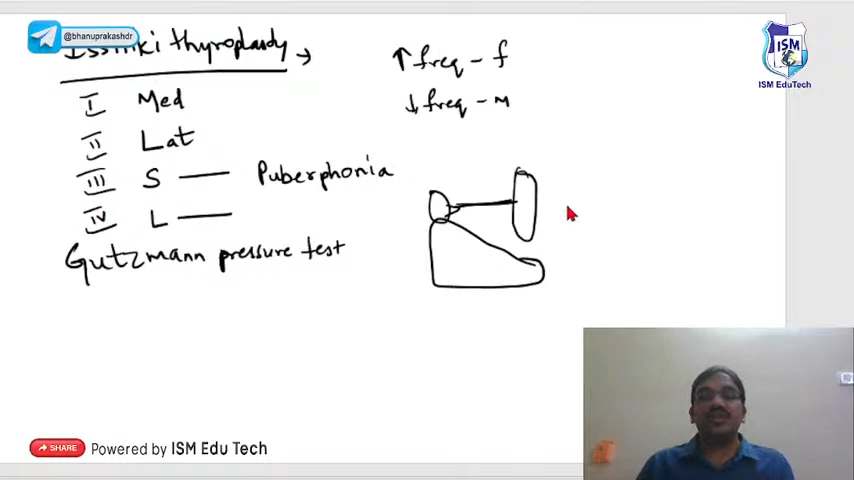 @bhanuprakashdr
thyroplasty →
↑ freq - f
↓ freq - M
I Med
II Lat
III S — Puberphonia
IV L —
Gutzmann pressure test
ISM
ISM EduTech
SHARE
Powered by ISM Edu Tech